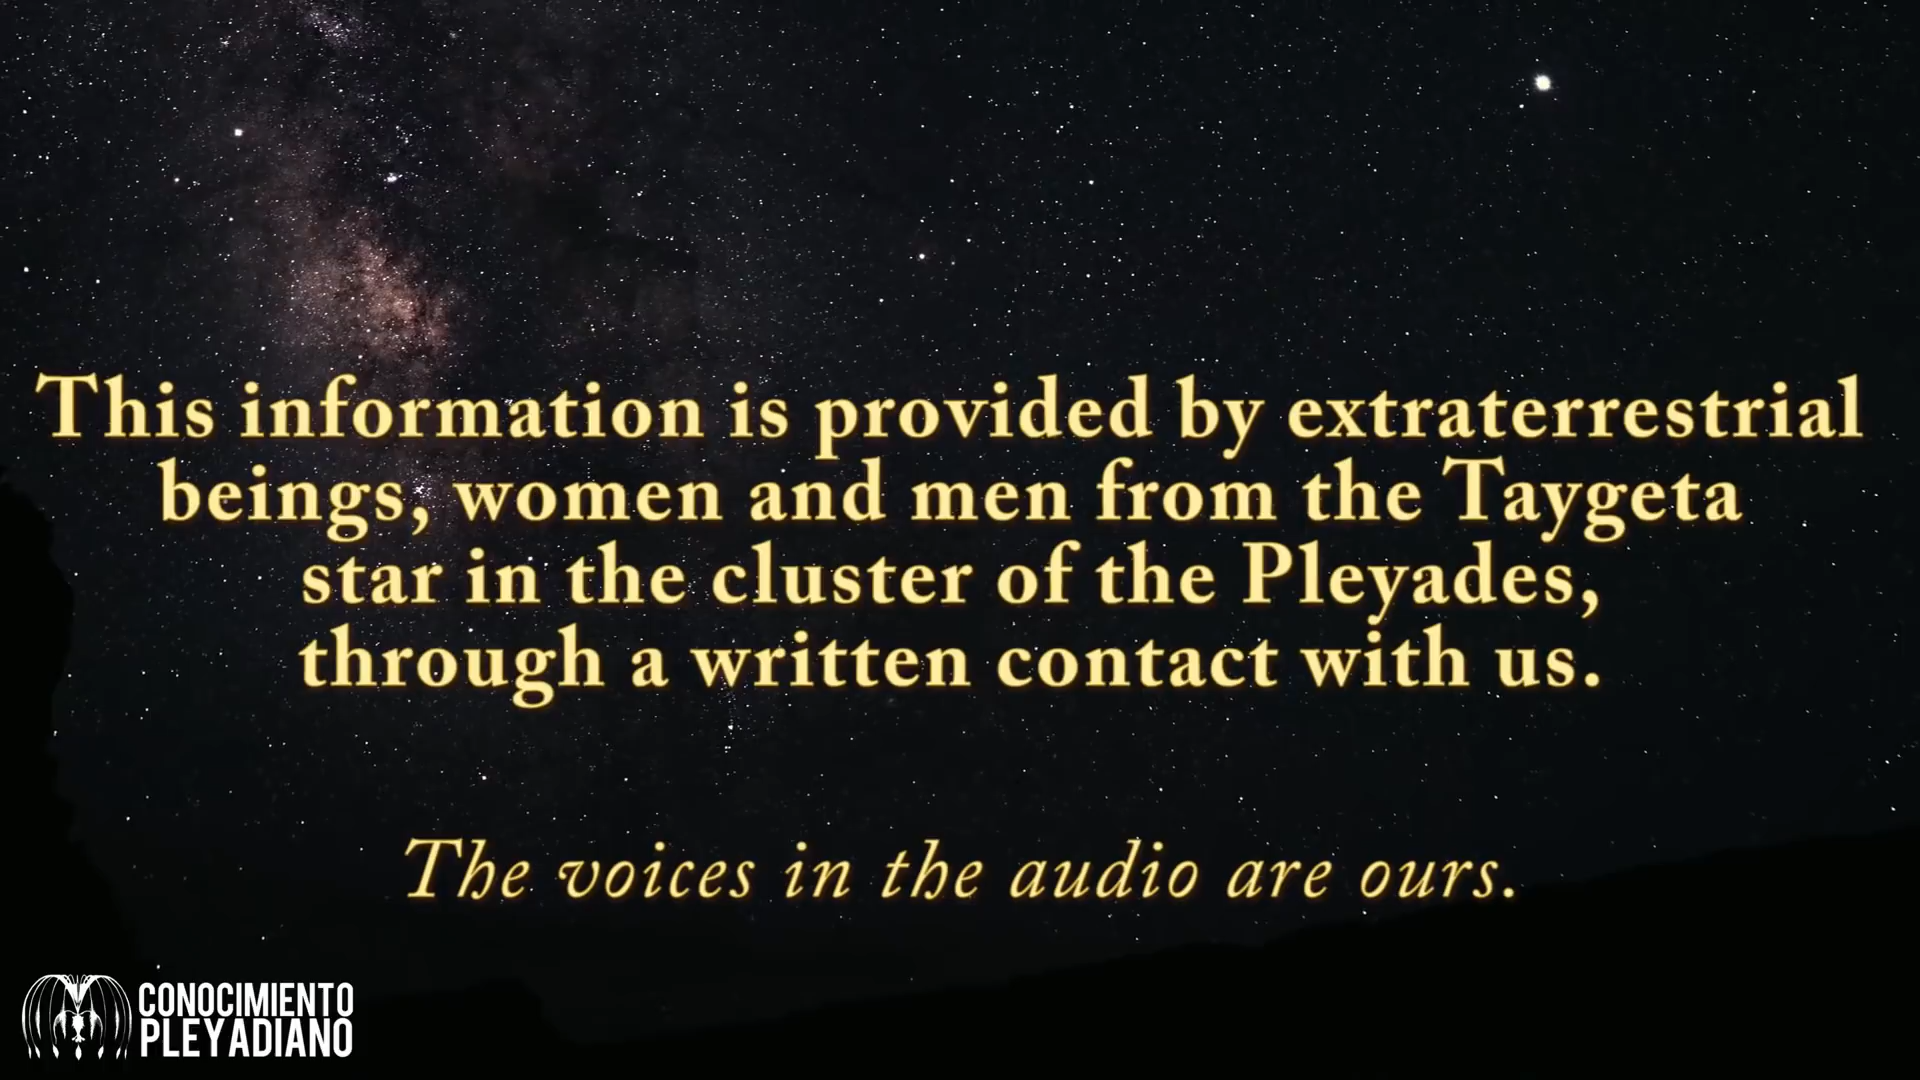 This information is provided by extraterrestrial
beings, women and men from the Taygeta
star in the cluster of the Pleyades,
through a written contact with us.
The voices in the audio are ours.
CONOCIMIENTO
PLEYADIANO